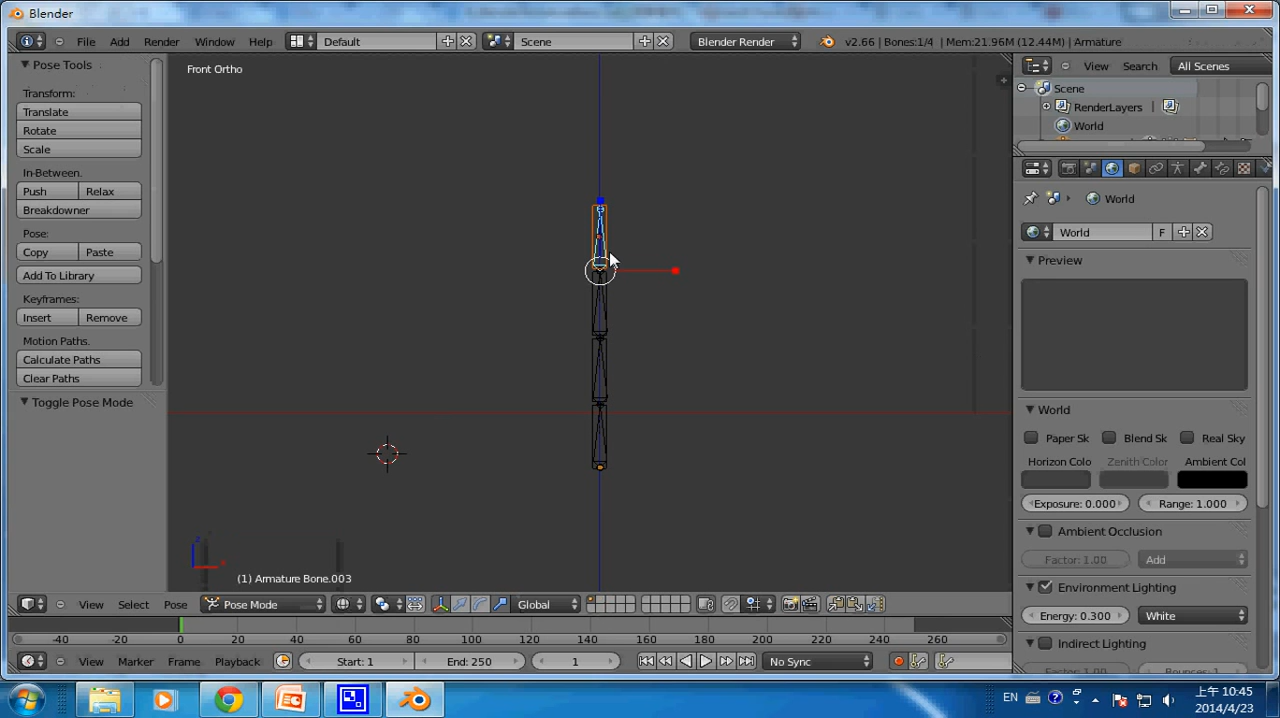 Blender
File Add Render Window Help Default Scene Blender Render v2.66 | Bones:1/4 | Mem:21.96M (12.44M) | Armature
Pose Tools
Transform:
Translate
Rotate
Scale
In-Between:
Push Relax
Breakdowner
Pose:
Copy Paste
Add To Library
Keyframes:
Insert Remove
Motion Paths.
Calculate Paths
Clear Paths
Toggle Pose Mode
Front Ortho
z
(1) Armature Bone.003
View Select Pose Pose Mode Global
View Search All Scenes
Scene
RenderLayers |
World
World
World F
Preview
World
Paper Sk Blend Sk Real Sky
Horizon Colo Zenith Color Ambient Col
Exposure: 0.000 Range: 1.000
Ambient Occlusion
Factor: 1.00 Add
Environment Lighting
Energy: 0.300 White
Indirect Lighting
Factor: 1.00 Bounces: 1
-40 -20 0 20 40 60 80 100 120 140 160 180 200 220 240 260
View Marker Frame Playback Start: 1 End: 250 1 No Sync
EN
上午 10:45
2014/4/23